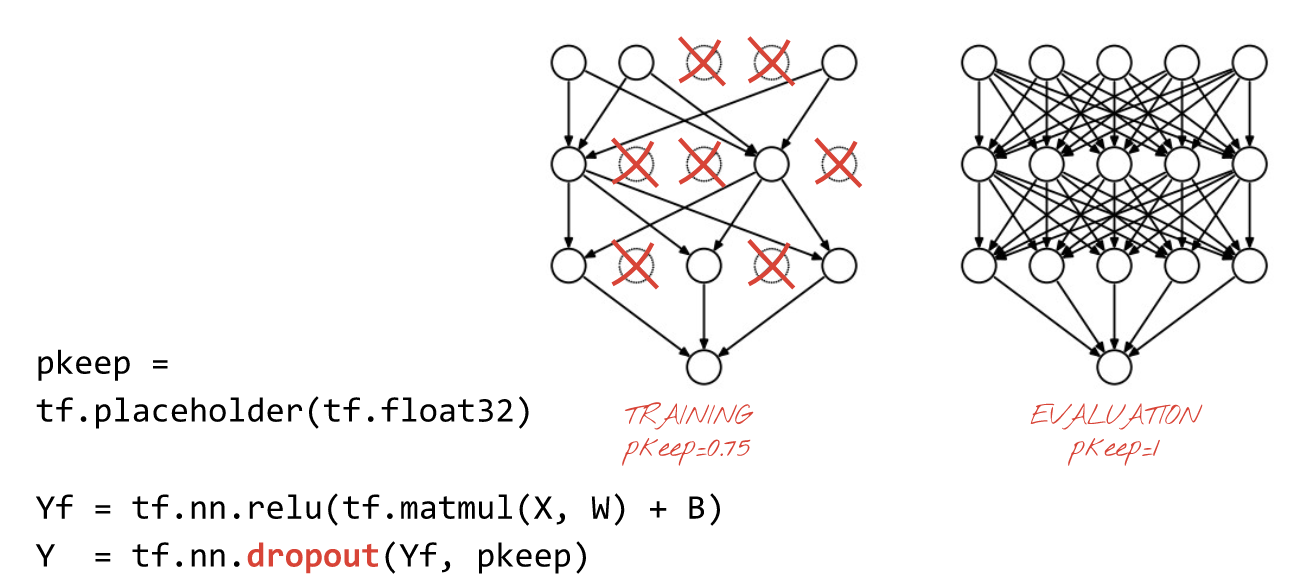 pkeep =
tf.placeholder(tf.float32)
TRAINING
pKeep=0.75
EVALUATION
pKeep=1
Yf = tf.nn.relu(tf.matmul(X, W) + B)
Y  = tf.nn.dropout(Yf, pkeep)